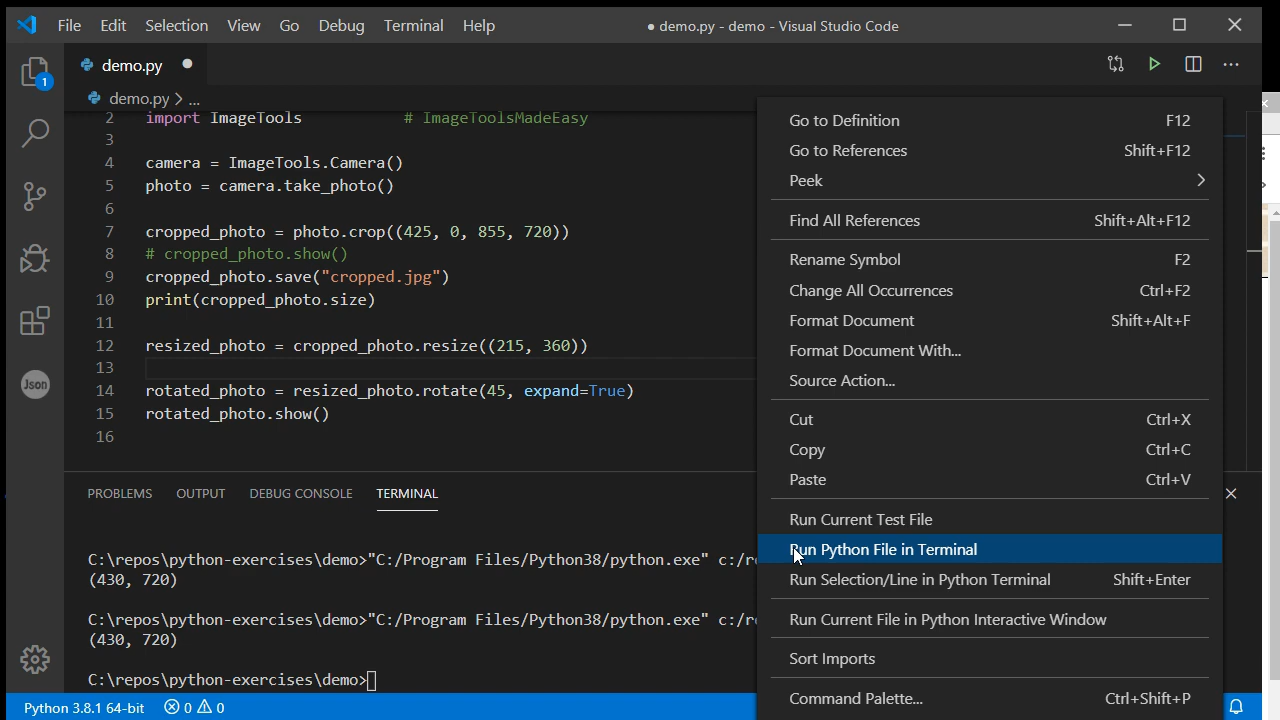 File Edit Selection View Go Debug Terminal Help ● demo.py - demo - Visual Studio Code
1
demo.py ●
demo.py > ...
2 import ImageTools # ImageToolsMadeEasy
3
4 camera = ImageTools.Camera()
5 photo = camera.take_photo()
6
7 cropped_photo = photo.crop((425, 0, 855, 720))
8 # cropped_photo.show()
9 cropped_photo.save("cropped.jpg")
10 print(cropped_photo.size)
11
12 resized_photo = cropped_photo.resize((215, 360))
13
14 rotated_photo = resized_photo.rotate(45, expand=True)
15 rotated_photo.show()
16
Json
PROBLEMS OUTPUT DEBUG CONSOLE TERMINAL
C:\repos\python-exercises\demo>"C:/Program Files/Python38/python.exe" c:/r
(430, 720)
C:\repos\python-exercises\demo>"C:/Program Files/Python38/python.exe" c:/r
(430, 720)
C:\repos\python-exercises\demo>
Go to Definition F12
Go to References Shift+F12
Peek
Find All References Shift+Alt+F12
Rename Symbol F2
Change All Occurrences Ctrl+F2
Format Document Shift+Alt+F
Format Document With...
Source Action...
Cut Ctrl+X
Copy Ctrl+C
Paste Ctrl+V
Run Current Test File
Run Python File in Terminal
Run Selection/Line in Python Terminal Shift+Enter
Run Current File in Python Interactive Window
Sort Imports
Command Palette... Ctrl+Shift+P
Python 3.8.1 64-bit 0 0